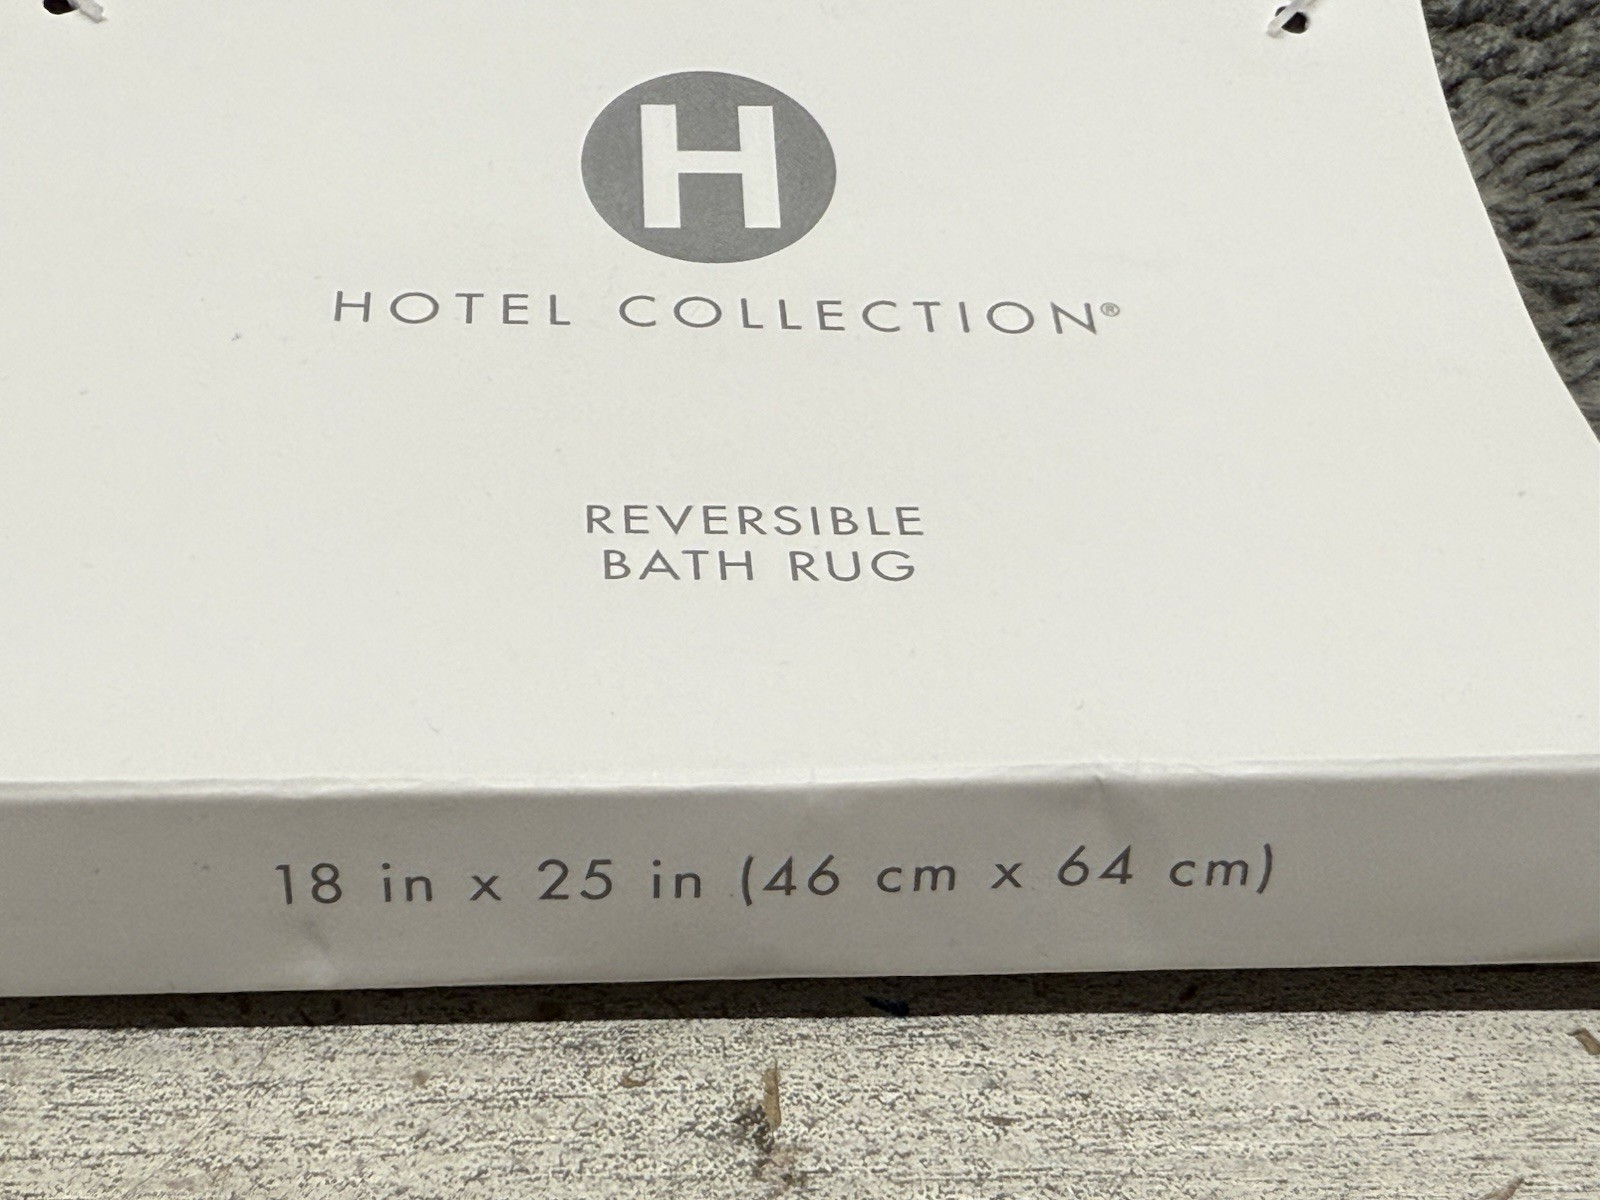 H
HOTEL COLLECTION®
REVERSIBLE
BATH RUG
18 in x 25 in (46 cm x 64 cm)